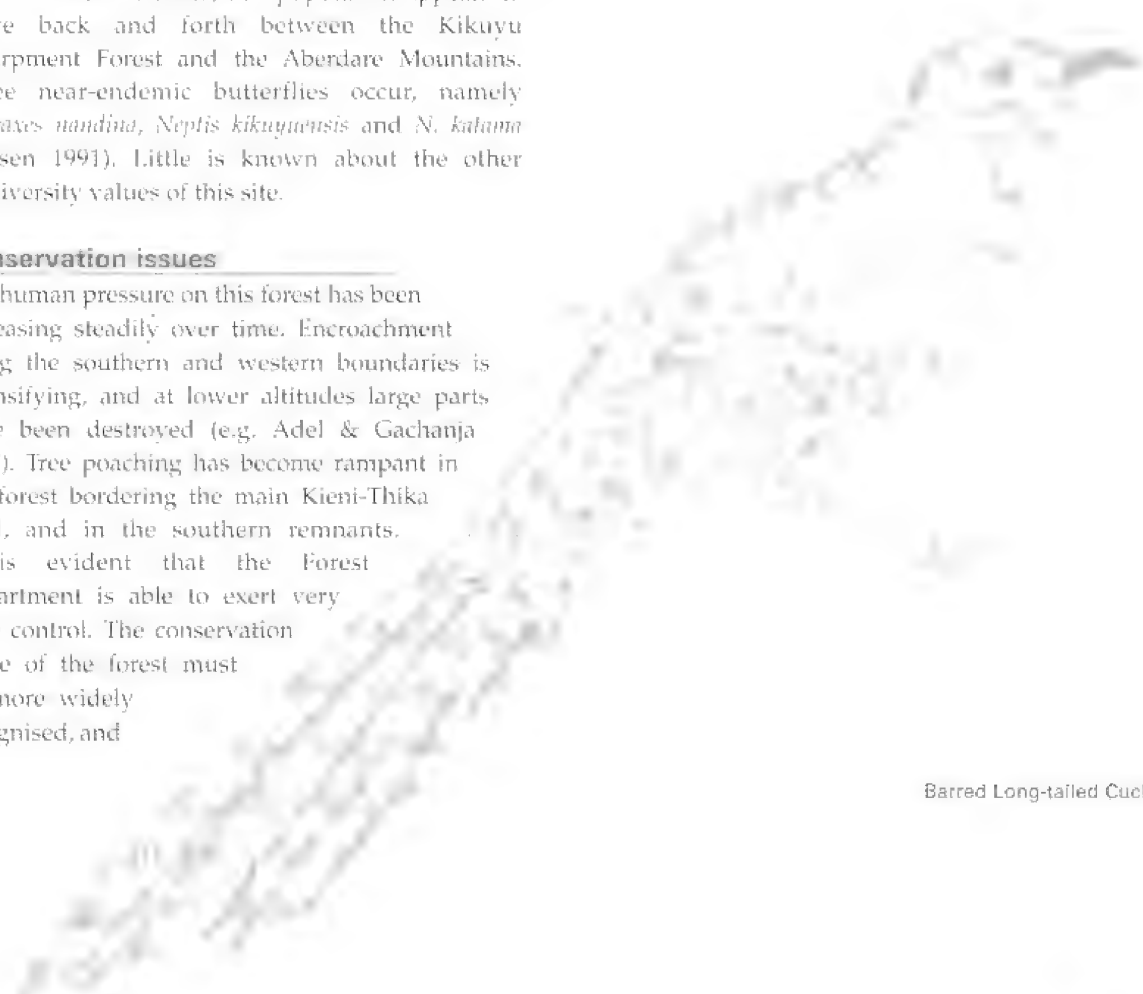 re back and forth between the Kikuyu
rpment Forest and the Aberdare Mountains.
ee near-endemic butterflies occur, namely
axes nandina, Neptis kikuyuensis and N. katama
sen 1991). Little is known about the other
iversity values of this site.
nservation issues
human pressure on this forest has been
easing steadily over time. Encroachment
g the southern and western boundaries is
nsifying, and at lower altitudes large parts
e been destroyed (e.g. Adel & Gachanja
). Tree poaching has become rampant in
forest bordering the main Kieni-Thika
, and in the southern remnants.
is evident that the Forest
artment is able to exert very
control. The conservation
e of the forest must
more widely
gnised, and
Barred Long-tailed Cuc